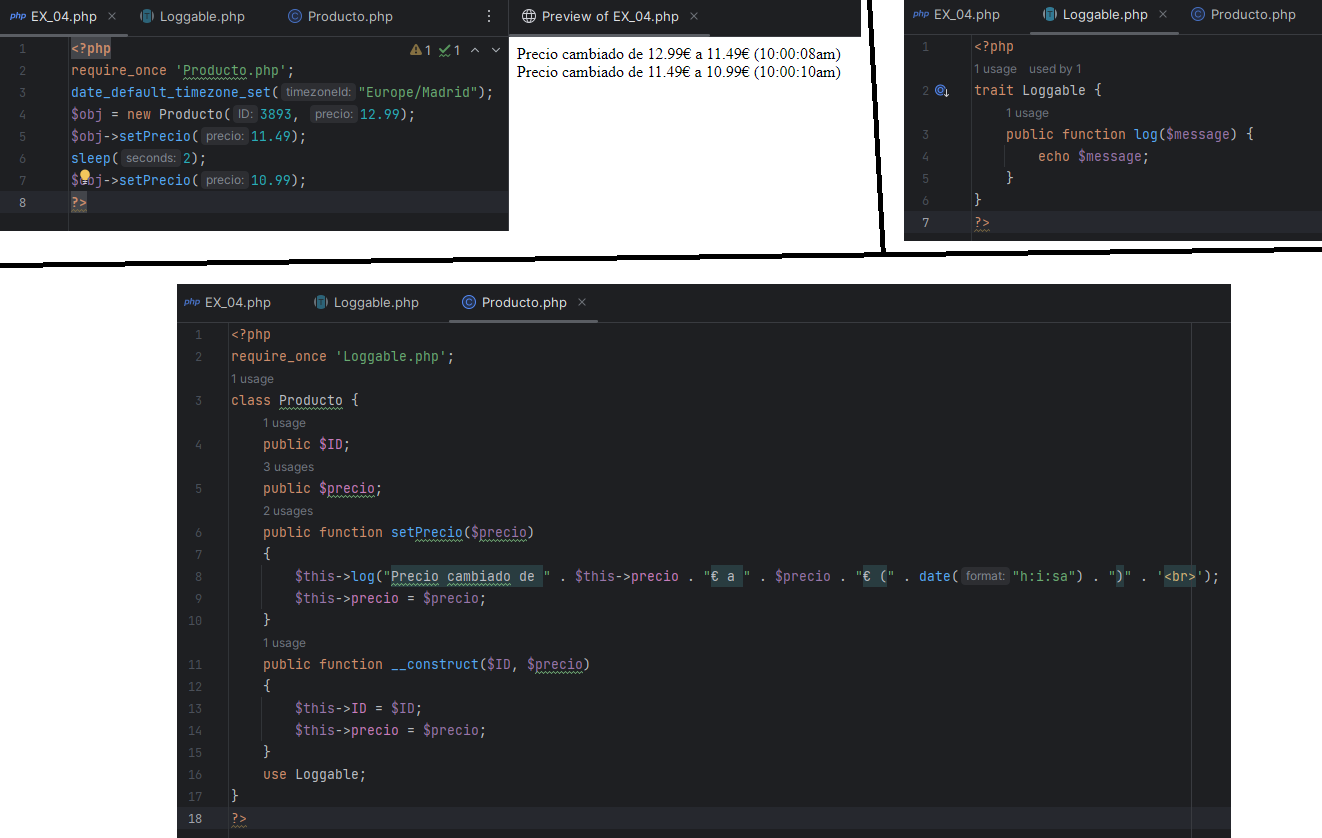 php EX_04.php × Loggable.php Producto.php
1 <?php
2 require_once 'Producto.php';
3 date_default_timezone_set( timezoneId: "Europe/Madrid");
4 $obj = new Producto( ID: 3893, precio: 12.99);
5 $obj->setPrecio( precio: 11.49);
6 sleep( seconds: 2);
7 $obj->setPrecio( precio: 10.99);
8 ?>
1 1
Preview of EX_04.php ×
Precio cambiado de 12.99€ a 11.49€ (10:00:08am)
Precio cambiado de 11.49€ a 10.99€ (10:00:10am)
php EX_04.php Loggable.php × Producto.php
1 <?php
1 usage used by 1
2 trait Loggable {
1 usage
3 public function log($message) {
4 echo $message;
5 }
6 }
7 ?>
php EX_04.php Loggable.php Producto.php ×
1 <?php
2 require_once 'Loggable.php';
1 usage
3 class Producto {
1 usage
4 public $ID;
3 usages
5 public $precio;
2 usages
6 public function setPrecio($precio)
7 {
8 $this->log("Precio cambiado de " . $this->precio . "€ a " . $precio . "€ (" . date( format: "h:i:sa") . ")" . '<br>');
9 $this->precio = $precio;
10 }
1 usage
11 public function __construct($ID, $precio)
12 {
13 $this->ID = $ID;
14 $this->precio = $precio;
15 }
16 use Loggable;
17 }
18 ?>